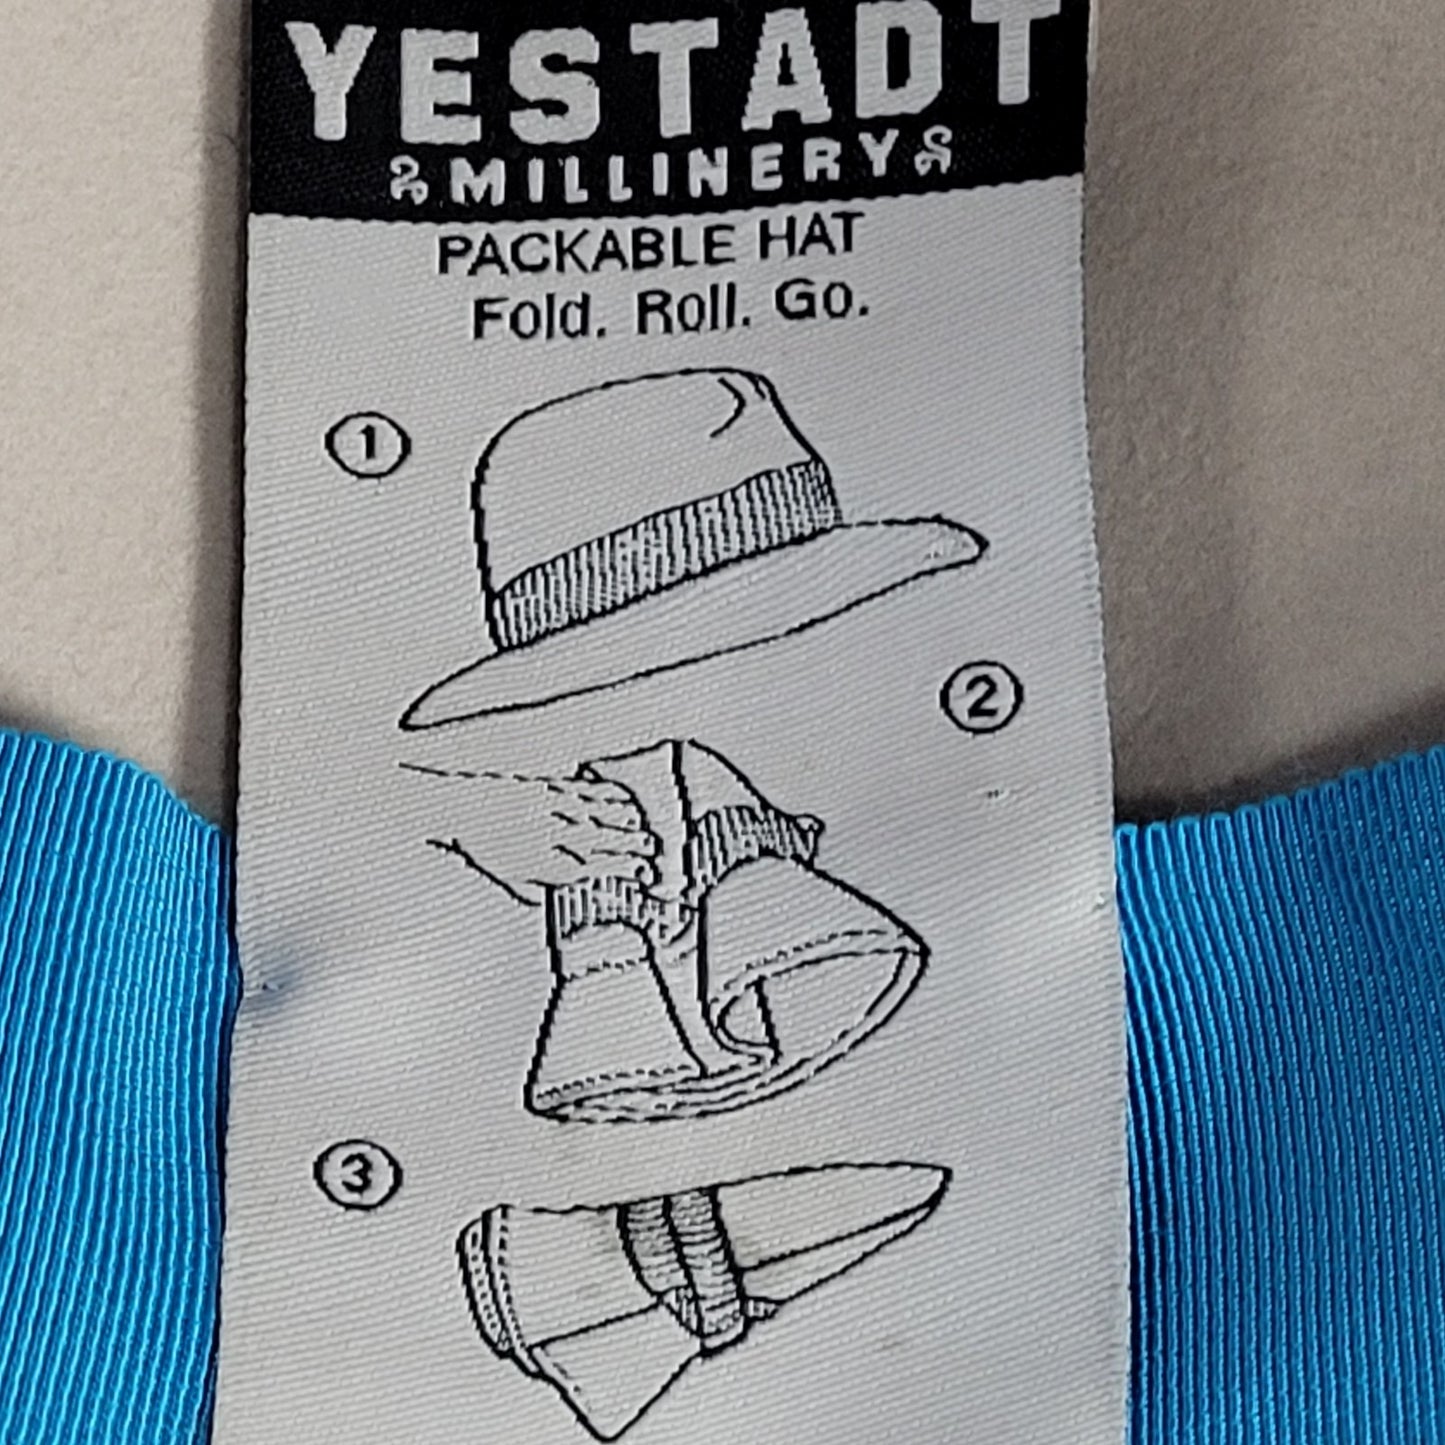 YESTADT
MILLINERY
PACKABLE HAT
Fold. Roll. Go.
1
2
3